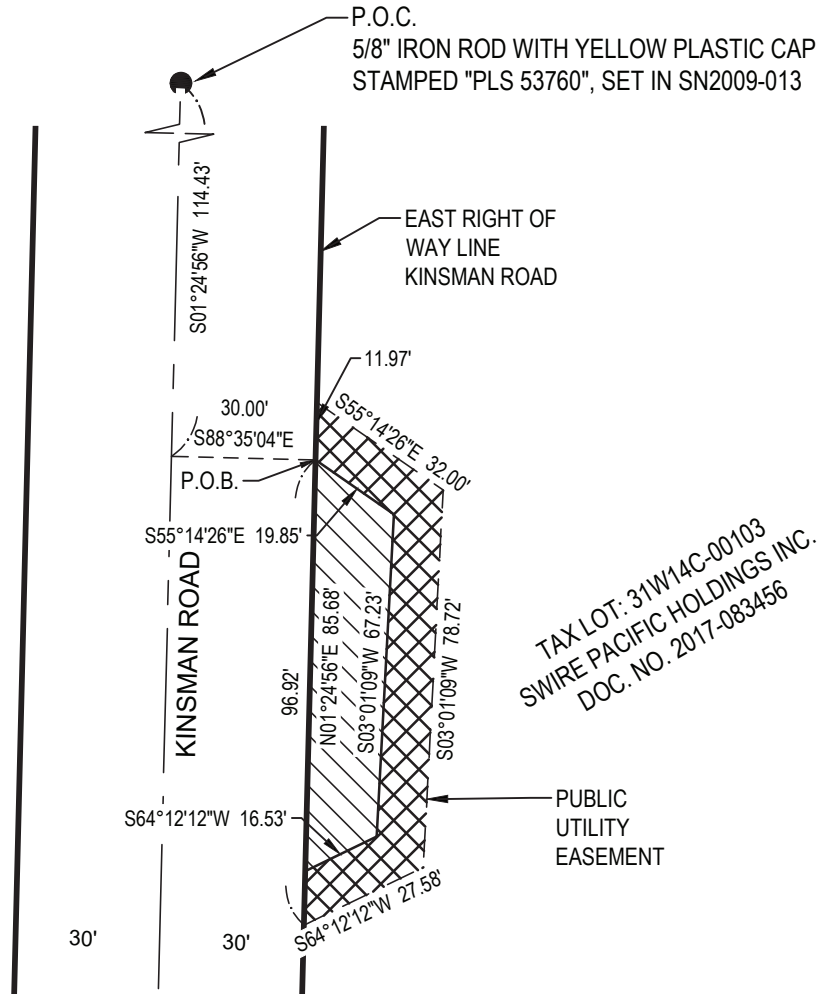 P.O.C.
5/8" IRON ROD WITH YELLOW PLASTIC CAP
STAMPED "PLS 53760", SET IN SN2009-013
S01°24'56"W 114.43'
EAST RIGHT OF
WAY LINE
KINSMAN ROAD
11.97'
30.00'
S88°35'04"E
S55°14'26"E 32.00'
P.O.B.
S55°14'26"E 19.85'
KINSMAN ROAD
96.92'
N01°24'56"E 85.68'
S03°01'09"W 67.23'
S03°01'09"W 78.72'
TAX LOT: 31W14C-00103
SWIRE PACIFIC HOLDINGS INC.
DOC. NO. 2017-083456
S64°12'12"W 16.53'
PUBLIC
UTILITY
EASEMENT
S64°12'12"W 27.58'
30'
30'